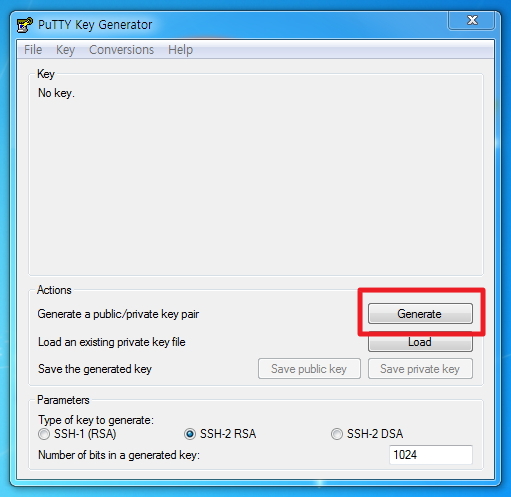 PuTTY Key Generator
File Key Conversions Help
Key
No key.
Actions
Generate a public/private key pair
Generate
Load an existing private key file
Load
Save the generated key
Save public key
Save private key
Parameters
Type of key to generate:
SSH-1 (RSA)
SSH-2 RSA
SSH-2 DSA
Number of bits in a generated key:
1024